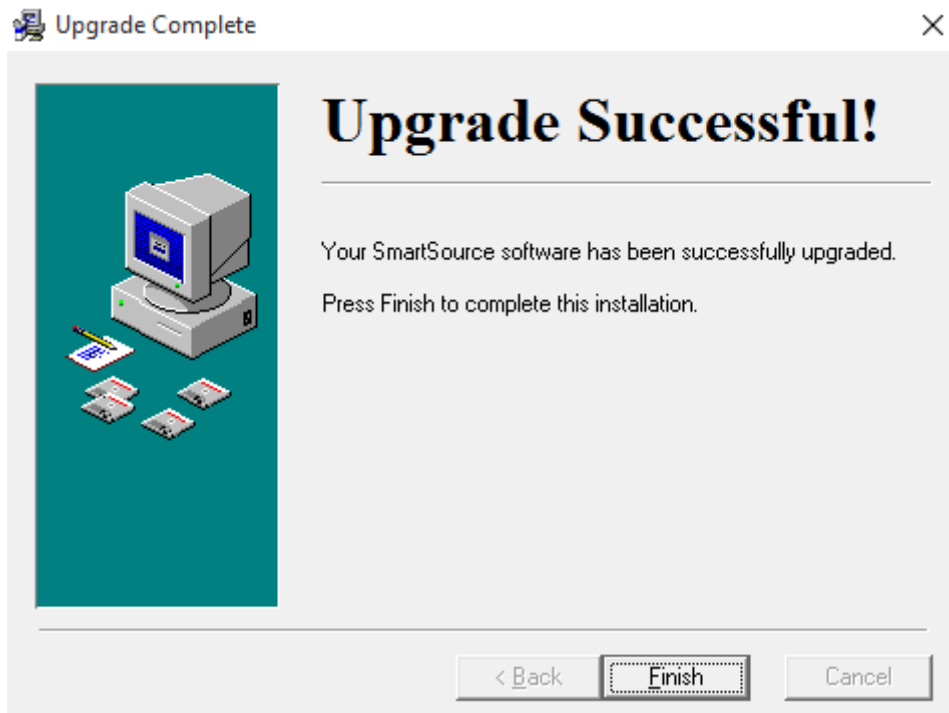 Upgrade Complete
Upgrade Successful!
Your SmartSource software has been successfully upgraded.
Press Finish to complete this installation.
< Back
Finish
Cancel